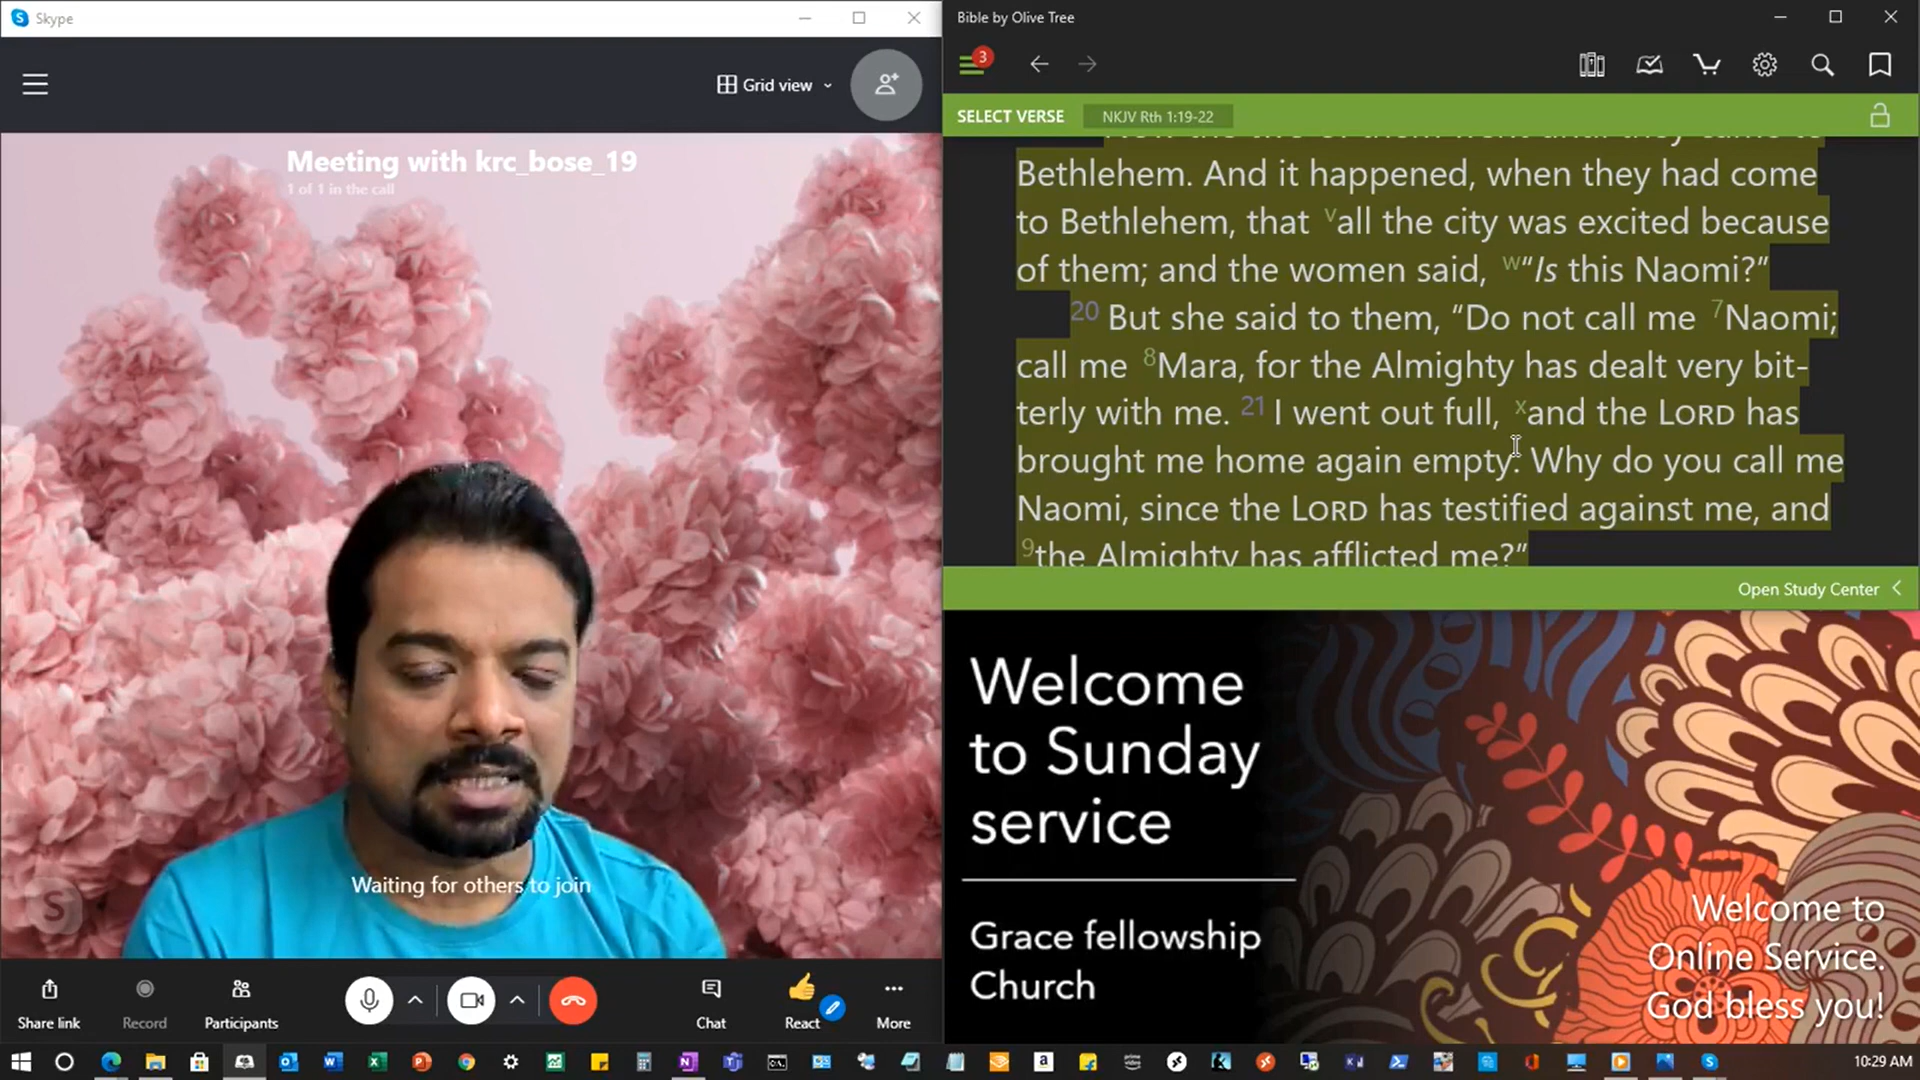 Skype
Grid view
Meeting with krc_bose_19
1 of 1 in the call
Waiting for others to join
Share link
Record
Participants
Chat
React
More
Bible by Olive Tree
3
SELECT VERSE
NKJV Rth 1:19-22
Bethlehem. And it happened, when they had come
to Bethlehem, that vall the city was excited because
of them; and the women said, w“Is this Naomi?”
20 But she said to them, “Do not call me 7Naomi;
call me 8Mara, for the Almighty has dealt very bit-
terly with me. 21 I went out full, xand the LORD has
brought me home again empty. Why do you call me
Naomi, since the LORD has testified against me, and
9the Almighty has afflicted me?”
Open Study Center
Welcome
to Sunday
service
Grace fellowship
Church
Welcome to
Online Service.
God bless you!
10:29 AM